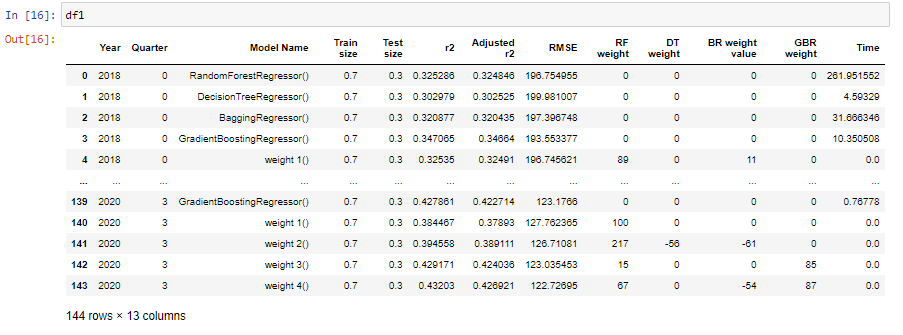 In [16]: df1
Out[16]:
Year Quarter Model Name Train size Test size r2 Adjusted r2 RMSE RF weight DT weight BR weight value GBR weight Time
0 2018 0 RandomForestRegressor() 0.7 0.3 0.325286 0.324846 196.754955 0 0 0 0 261.951552
1 2018 0 DecisionTreeRegressor() 0.7 0.3 0.302979 0.302525 199.981007 0 0 0 0 4.59329
2 2018 0 BaggingRegressor() 0.7 0.3 0.320877 0.320435 197.396748 0 0 0 0 31.666346
3 2018 0 GradientBoostingRegressor() 0.7 0.3 0.347065 0.34664 193.553377 0 0 0 0 10.350508
4 2018 0 weight 1() 0.7 0.3 0.32535 0.32491 196.745621 89 0 11 0 0.0
... ... ... ... ... ... ... ... ... ... ... ... ... ...
139 2020 3 GradientBoostingRegressor() 0.7 0.3 0.427861 0.422714 123.1766 0 0 0 0 0.76778
140 2020 3 weight 1() 0.7 0.3 0.384467 0.37893 127.762365 100 0 0 0 0.0
141 2020 3 weight 2() 0.7 0.3 0.394558 0.389111 126.71081 217 -56 -61 0 0.0
142 2020 3 weight 3() 0.7 0.3 0.429171 0.424036 123.035453 15 0 0 85 0.0
143 2020 3 weight 4() 0.7 0.3 0.43203 0.426921 122.72695 67 0 -54 87 0.0
144 rows × 13 columns